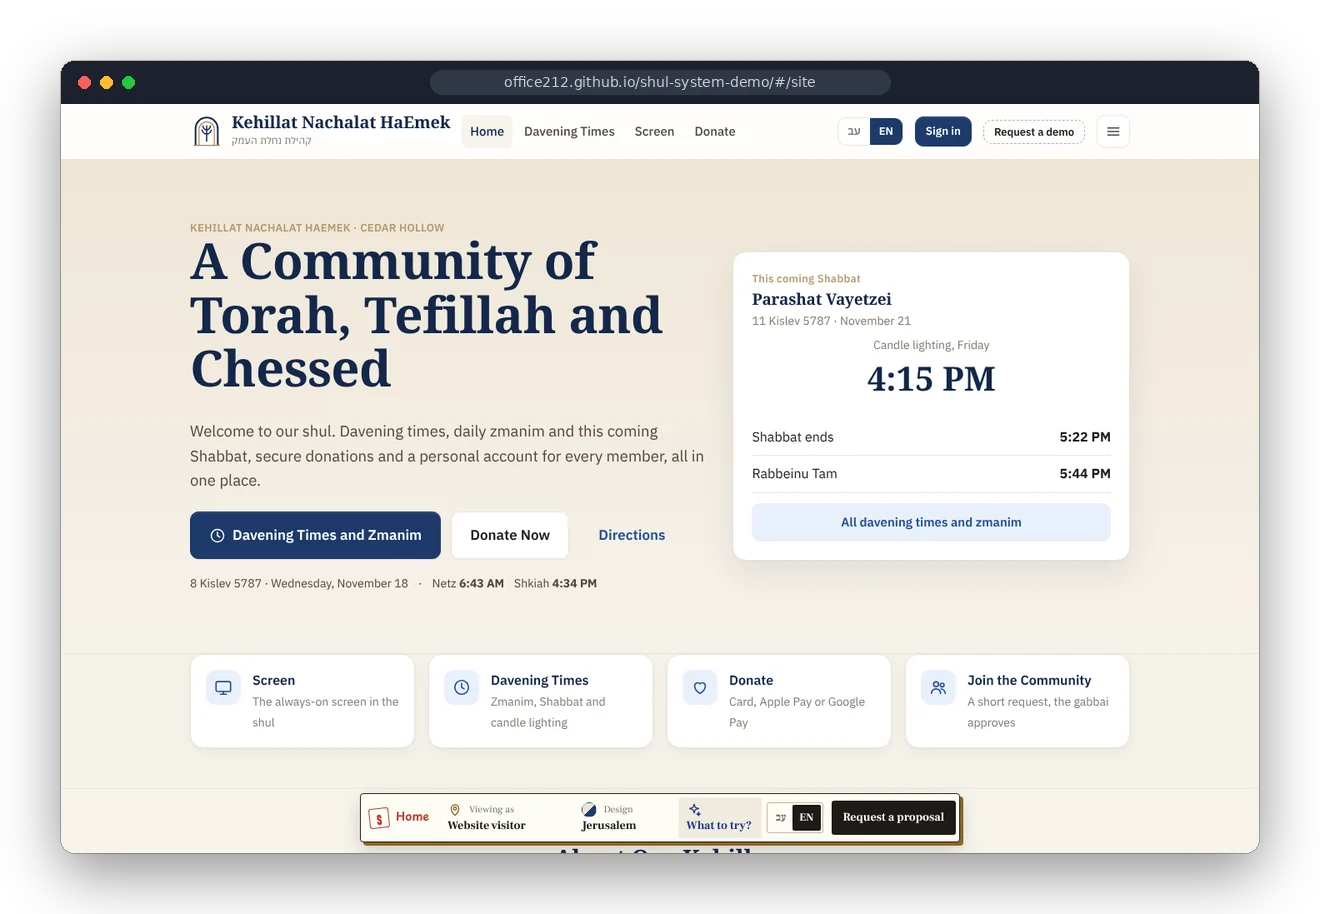 office212.github.io/shul-system-demo/#/site
Kehillat Nachalat HaEmek
קהילת נחלת העמק
Home
Davening Times
Screen
Donate
עב
EN
Sign in
Request a demo
KEHILLAT NACHALAT HAEMEK · CEDAR HOLLOW
A Community of
Torah, Tefillah and
Chessed
Welcome to our shul. Davening times, daily zmanim and this coming
Shabbat, secure donations and a personal account for every member, all in
one place.
Davening Times and Zmanim
Donate Now
Directions
8 Kislev 5787 · Wednesday, November 18 · Netz 6:43 AM Shkiah 4:34 PM
This coming Shabbat
Parashat Vayetzei
11 Kislev 5787 · November 21
Candle lighting, Friday
4:15 PM
Shabbat ends 5:22 PM
Rabbeinu Tam 5:44 PM
All davening times and zmanim
Screen
The always-on screen in the
shul
Davening Times
Zmanim, Shabbat and
candle lighting
Donate
Card, Apple Pay or Google
Pay
Join the Community
A short request, the gabbai
approves
S
Home
Viewing as
Website visitor
Design
Jerusalem
What to try?
עב
EN
Request a proposal